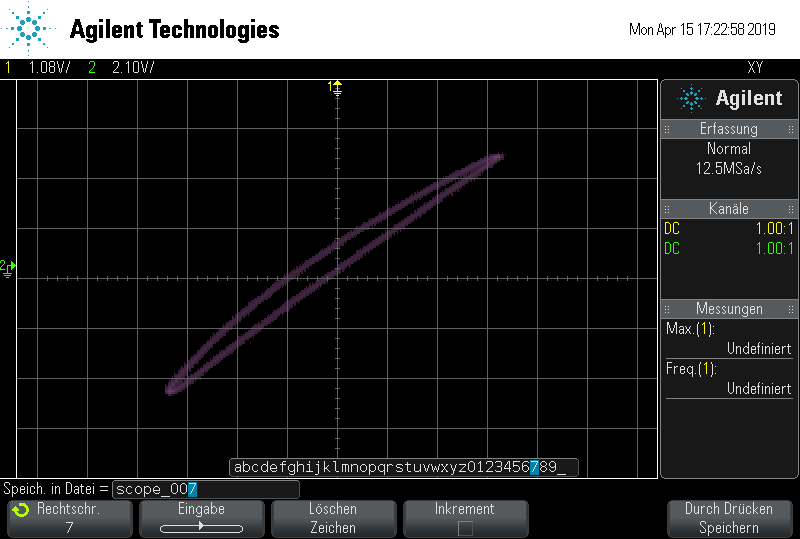 Agilent Technologies
Mon Apr 15 17:22:58 2019
1 1.08V/ 2 2.10V/ XY
1
2
Agilent
Erfassung
Normal
12.5MSa/s
Kanäle
DC 1.00:1
DC 1.00:1
Messungen
Max.(1):
Undefiniert
Freq.(1):
Undefiniert
abcdefghijklmnopqrstuvwxyz0123456789_
Speich. in Datei = scope_007
Rechtschr.
7
Eingabe
Löschen
Zeichen
Inkrement
Durch Drücken
Speichern